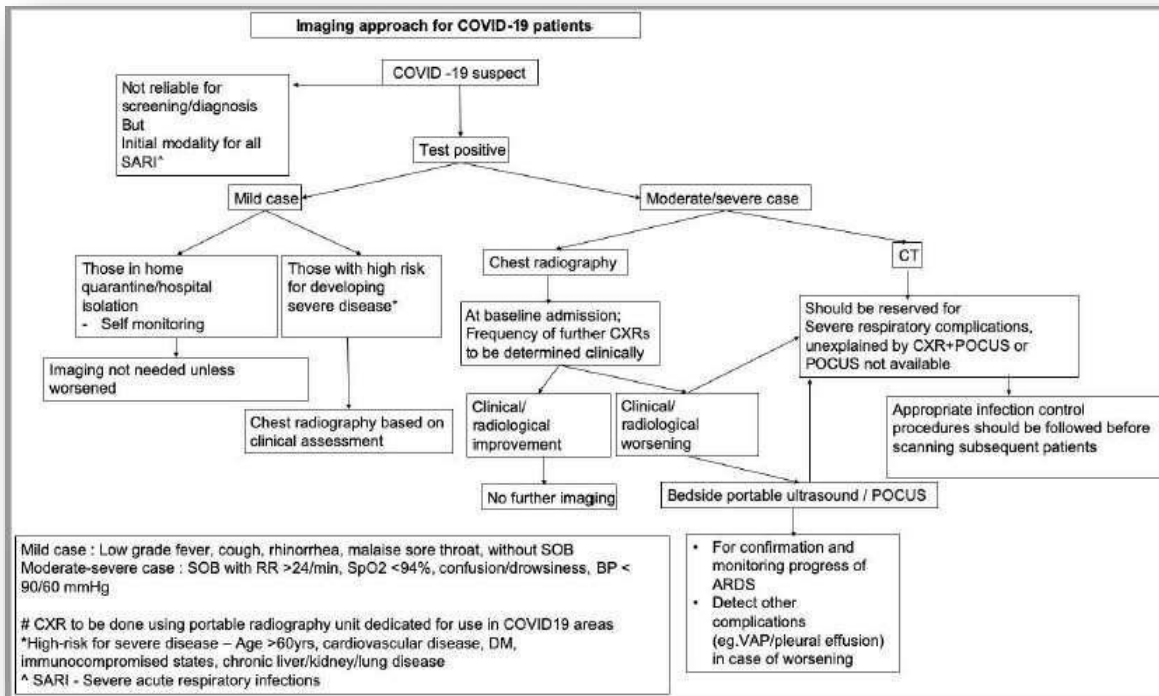 Imaging approach for COVID-19 patients
COVID -19 suspect
Not reliable for
screening/diagnosis
But
Initial modality for all
SARI^
Test positive
Mild case
Moderate/severe case
Those in home
quarantine/hospital
isolation
- Self monitoring
Those with high risk
for developing
severe disease*
Chest radiography
CT
At baseline admission;
Frequency of further CXRs
to be determined clinically
Should be reserved for
Severe respiratory complications,
unexplained by CXR+POCUS or
POCUS not available
Imaging not needed unless
worsened
Chest radiography based on
clinical assessment
Clinical/
radiological
improvement
Clinical/
radiological
worsening
Appropriate infection control
procedures should be followed before
scanning subsequent patients
No further imaging
Bedside portable ultrasound / POCUS
• For confirmation and
monitoring progress of
ARDS
• Detect other
complications
(eg.VAP/pleural effusion)
in case of worsening
Mild case : Low grade fever, cough, rhinorrhea, malaise sore throat, without SOB
Moderate-severe case : SOB with RR >24/min, SpO2 <94%, confusion/drowsiness, BP <
90/60 mmHg
# CXR to be done using portable radiography unit dedicated for use in COVID19 areas
*High-risk for severe disease – Age >60yrs, cardiovascular disease, DM,
immunocompromised states, chronic liver/kidney/lung disease
^ SARI - Severe acute respiratory infections